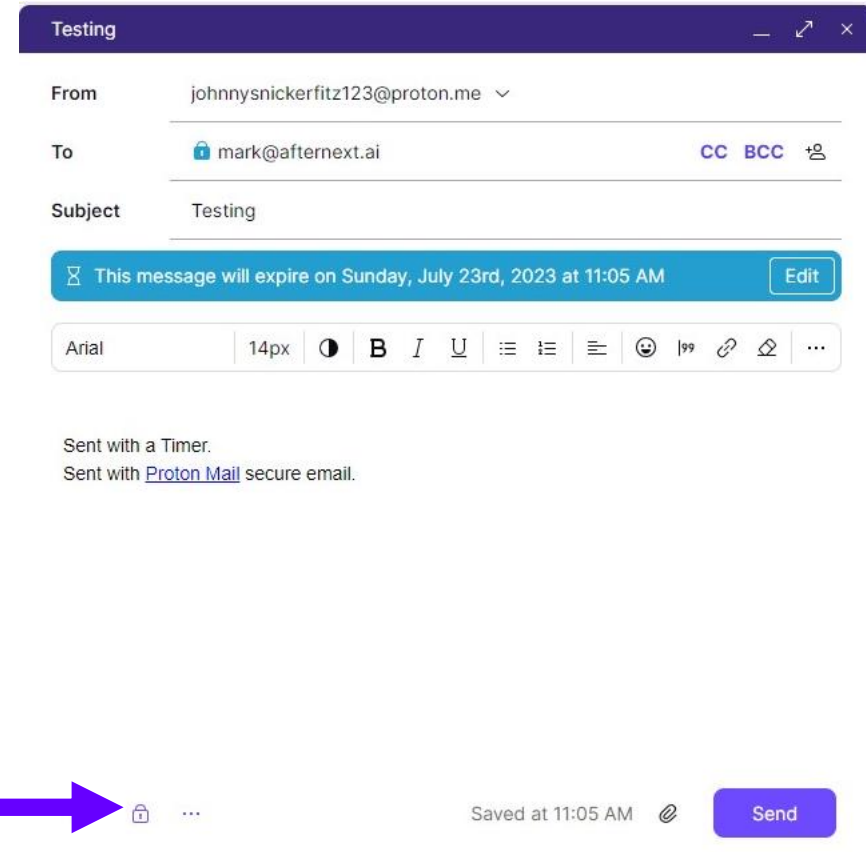 Testing
From johnnysnickerfitz123@proton.me
To mark@afternext.ai CC BCC
Subject Testing
This message will expire on Sunday, July 23rd, 2023 at 11:05 AM Edit
Arial 14px B I U
Sent with a Timer.
Sent with Proton Mail secure email.
Saved at 11:05 AM Send